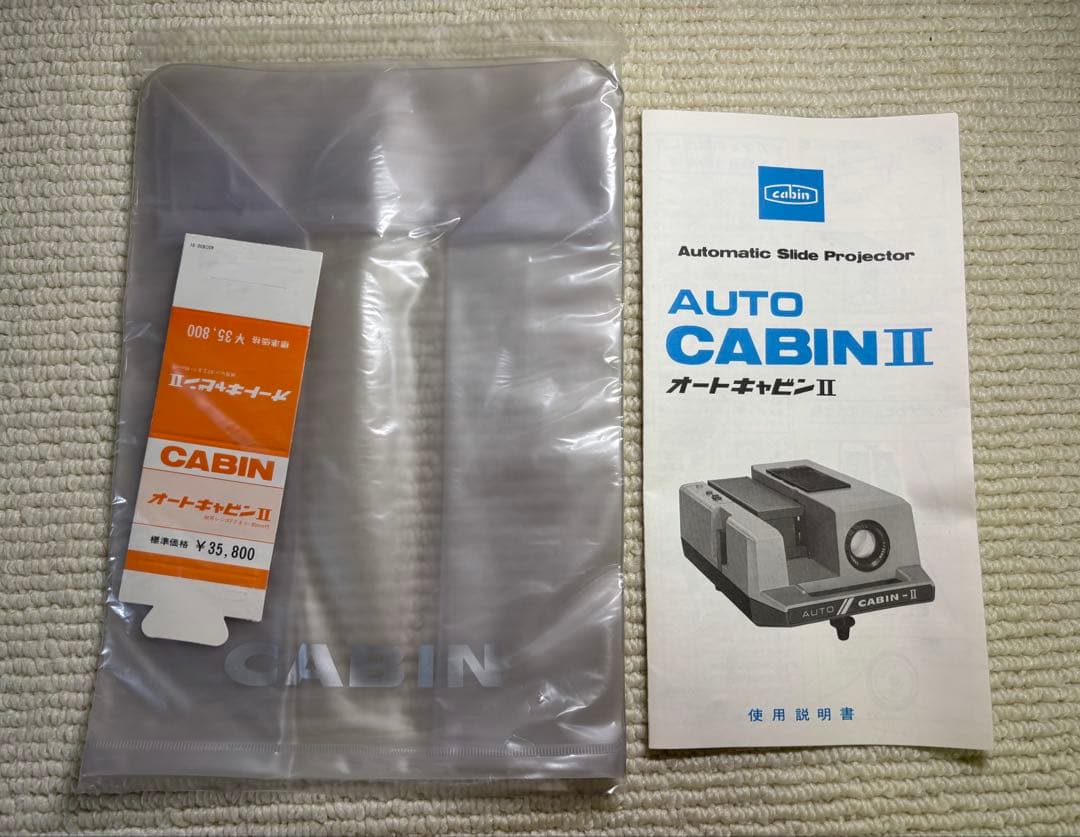 標準価格 ¥35,800
オートキャビンII
CABIN
オートキャビンII
標準価格 ¥35,800
CABIN
cabin
Automatic Slide Projector
AUTO
CABIN II
オートキャビンII
AUTO CABIN-II
使用説明書